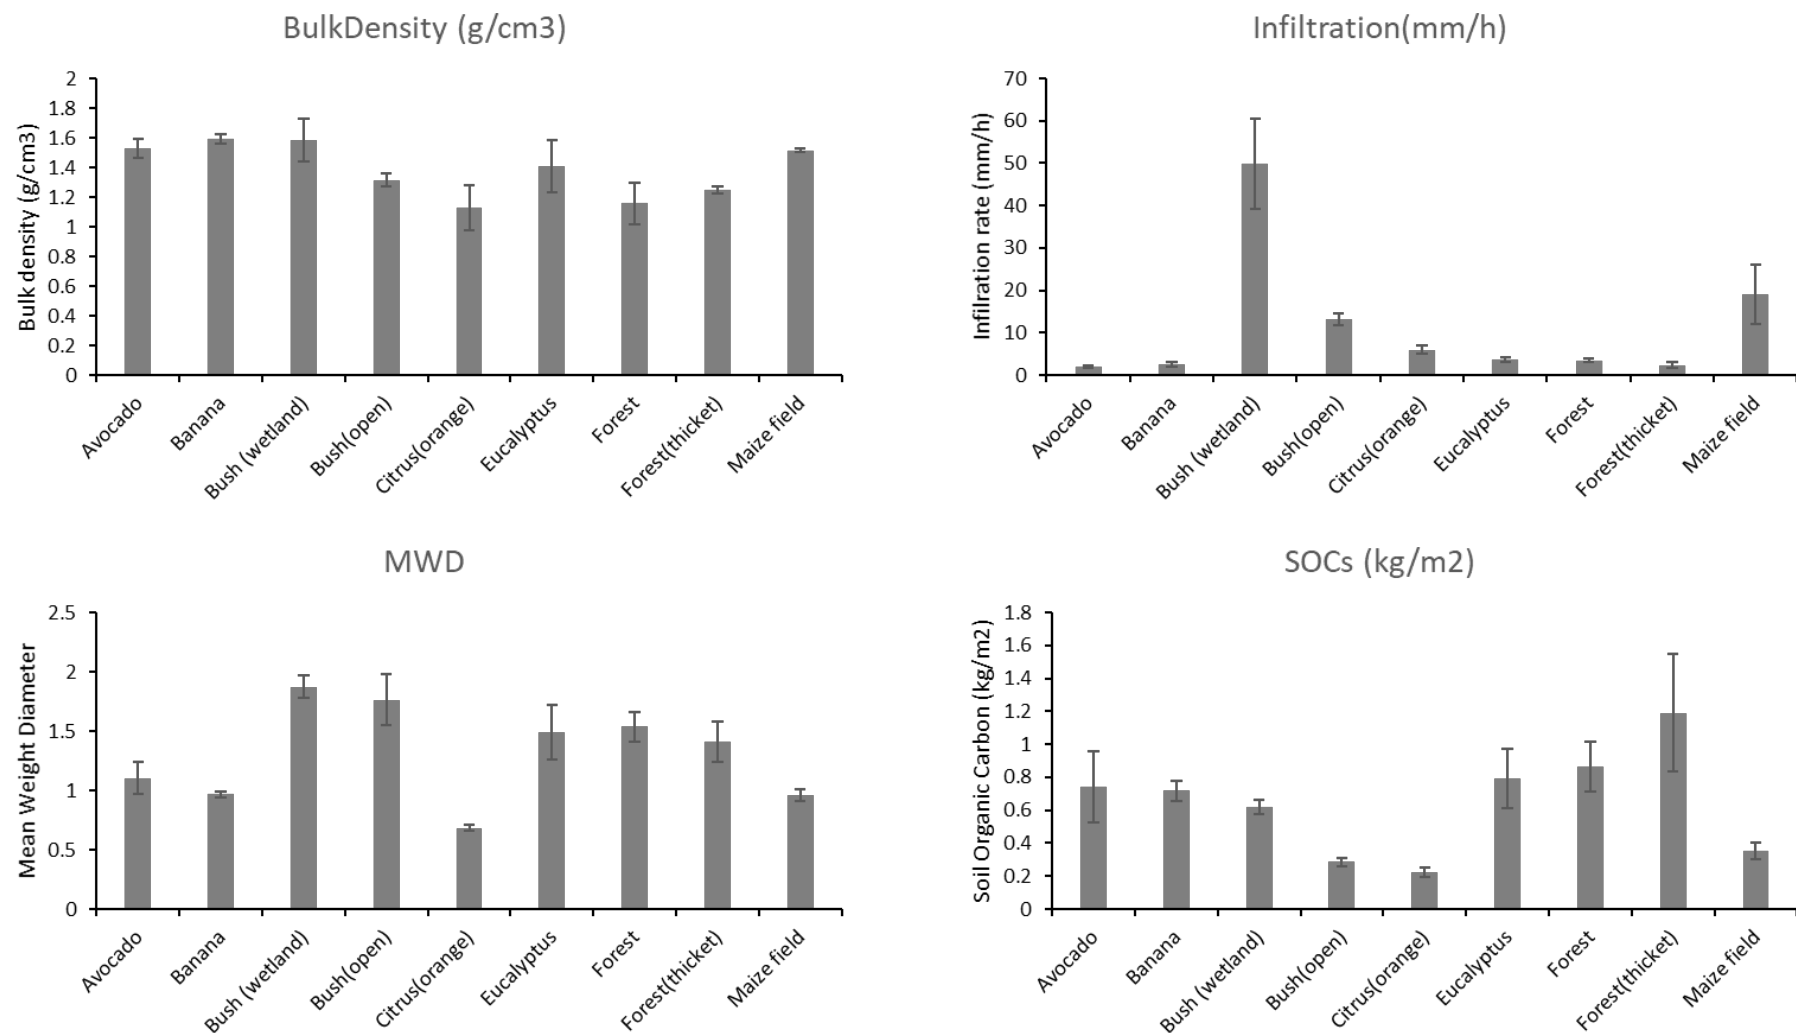 BulkDensity (g/cm3)
Bulk density (g/cm3)
2
1.8
1.6
1.4
1.2
1
0.8
0.6
0.4
0.2
0
Avocado
Banana
Bush (wetland)
Bush(open)
Citrus(orange)
Eucalyptus
Forest
Forest(thicket)
Maize field
Infiltration(mm/h)
Infilration rate (mm/h)
70
60
50
40
30
20
10
0
Avocado
Banana
Bush (wetland)
Bush(open)
Citrus(orange)
Eucalyptus
Forest
Forest(thicket)
Maize field
MWD
Mean Weight Diameter
2.5
2
1.5
1
0.5
0
Avocado
Banana
Bush (wetland)
Bush(open)
Citrus(orange)
Eucalyptus
Forest
Forest(thicket)
Maize field
SOCs (kg/m2)
Soil Organic Carbon (kg/m2)
1.8
1.6
1.4
1.2
1
0.8
0.6
0.4
0.2
0
Avocado
Banana
Bush (wetland)
Bush(open)
Citrus(orange)
Eucalyptus
Forest
Forest(thicket)
Maize field